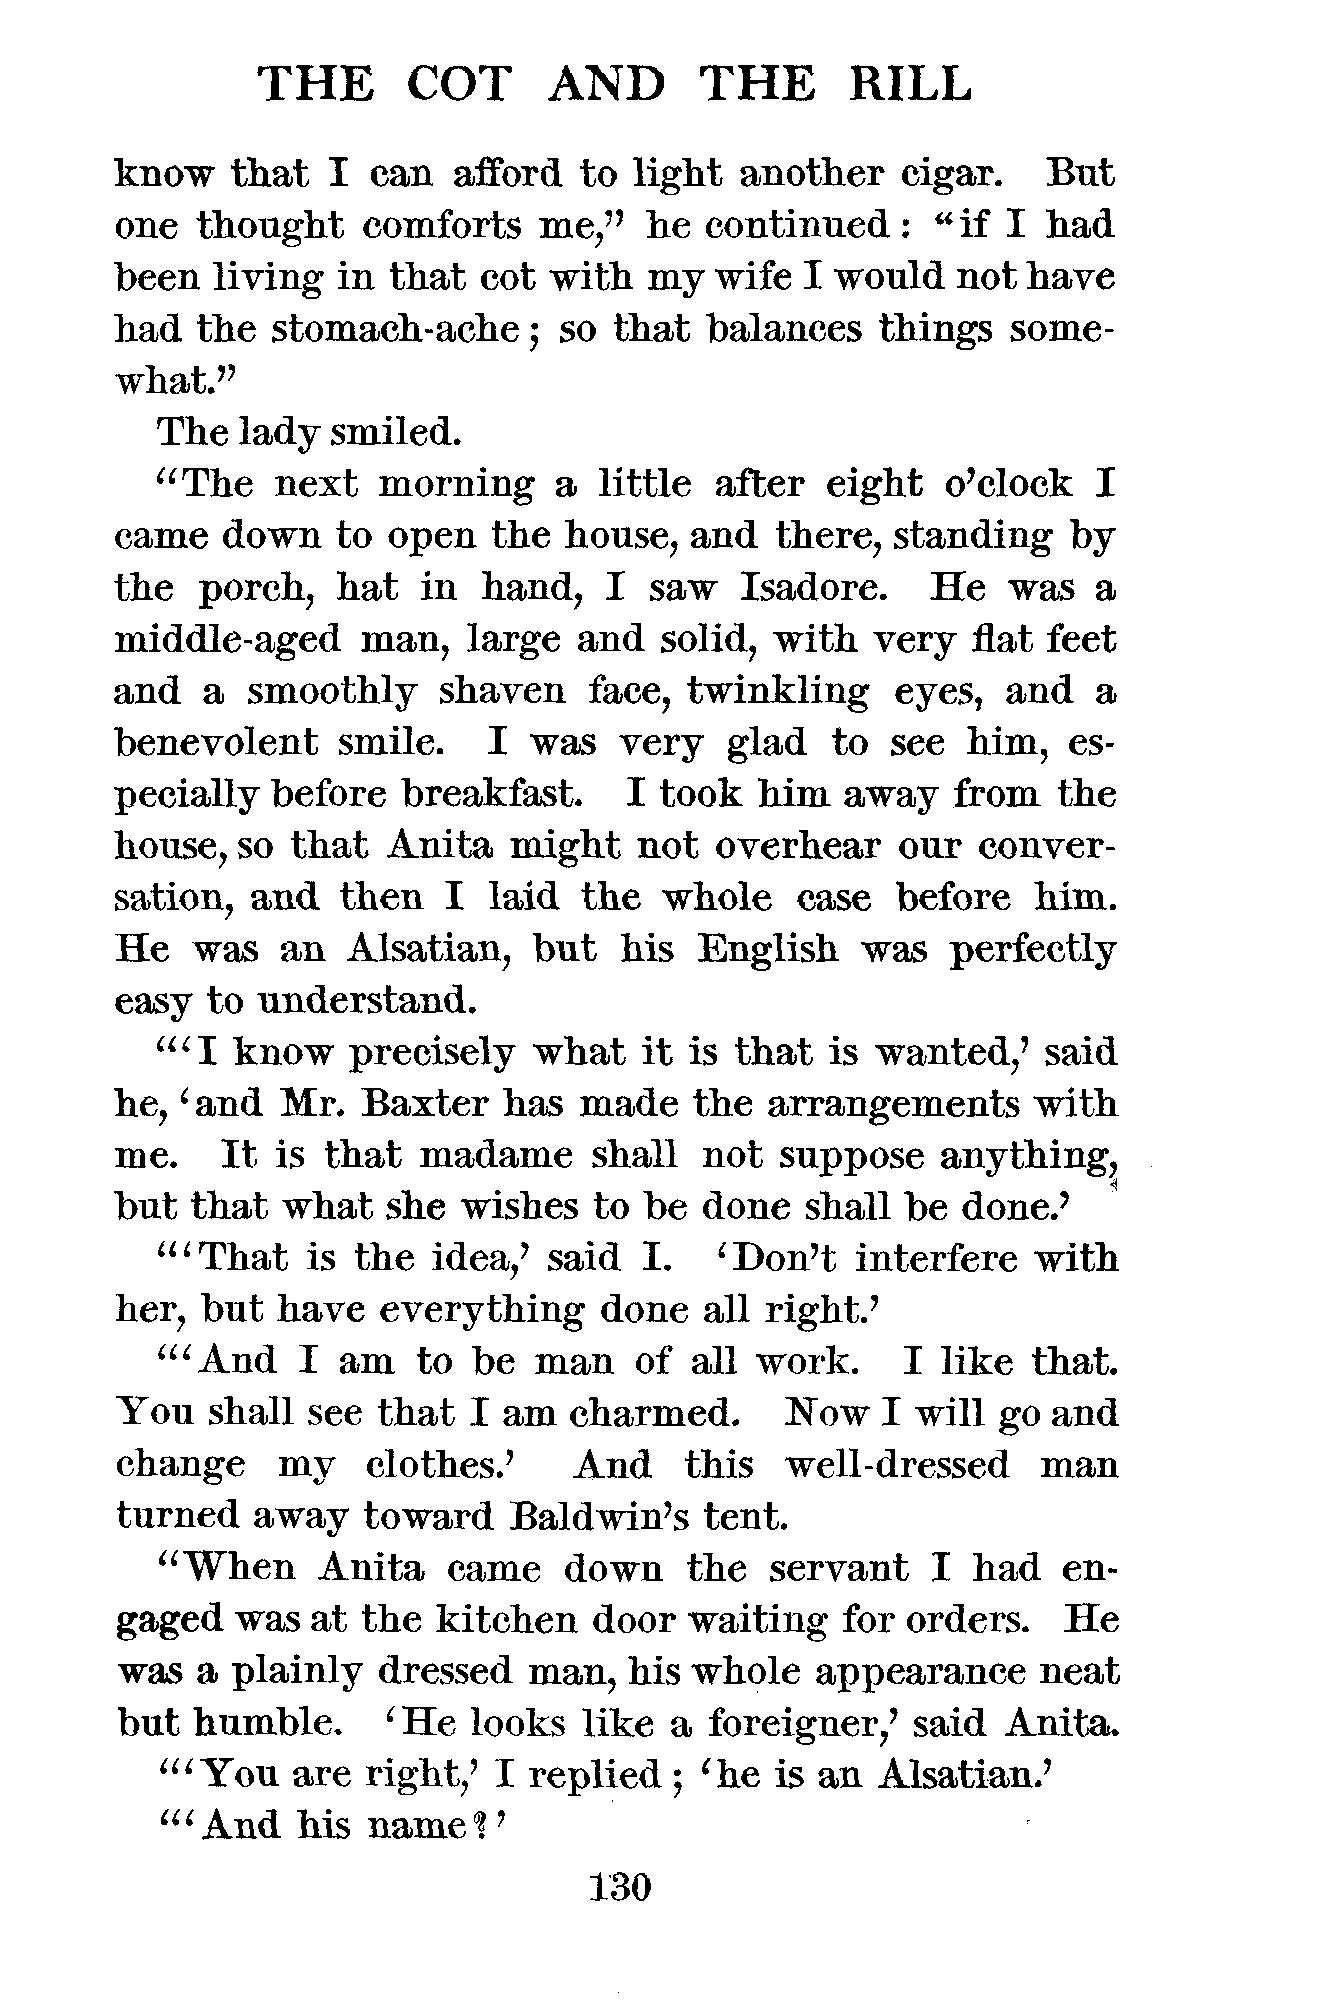 THE COT AND THE RILL
know that I can afford to light another cigar. But
one thought comforts me,” he continued : “if I had
been living in that cot with my wife I would not have
had the stomach-ache ; so that balances things some-
what.”
The lady smiled.
“The next morning a little after eight o’clock I
came down to open the house, and there, standing by
the porch, hat in hand, I saw Isadore. He was a
middle-aged man, large and solid, with very flat feet
and a smoothly shaven face, twinkling eyes, and a
benevolent smile. I was very glad to see him, es-
pecially before breakfast. I took him away from the
house, so that Anita might not overhear our conver-
sation, and then I laid the whole case before him.
He was an Alsatian, but his English was perfectly
easy to understand.
“‘I know precisely what it is that is wanted,’ said
he, ‘and Mr. Baxter has made the arrangements with
me. It is that madame shall not suppose anything,
but that what she wishes to be done shall be done.’
“‘That is the idea,’ said I. ‘Don’t interfere with
her, but have everything done all right.’
“‘And I am to be man of all work. I like that.
You shall see that I am charmed. Now I will go and
change my clothes.’ And this well-dressed man
turned away toward Baldwin’s tent.
“When Anita came down the servant I had en-
gaged was at the kitchen door waiting for orders. He
was a plainly dressed man, his whole appearance neat
but humble. ‘He looks like a foreigner,’ said Anita.
“‘You are right,’ I replied ; ‘he is an Alsatian.’
“‘And his name?’
130